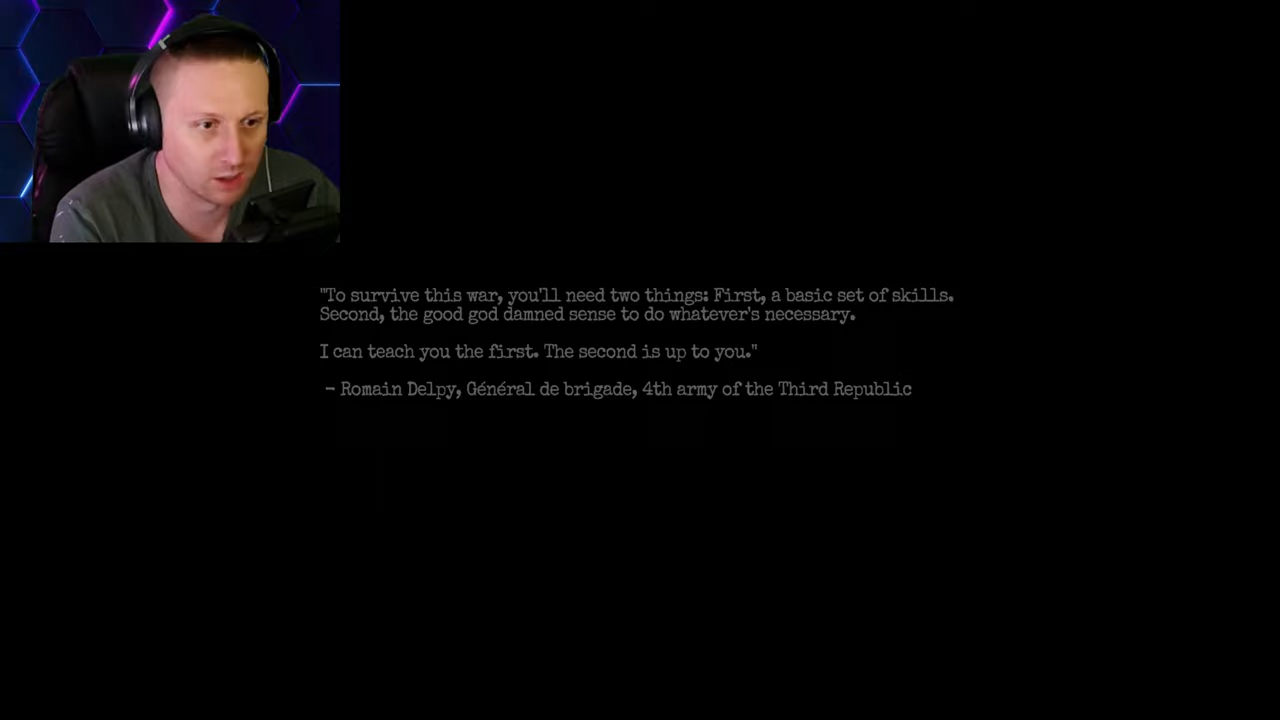 "To survive this war, you'll need two things: First, a basic set of skills.
Second, the good god damned sense to do whatever's necessary.
I can teach you the first. The second is up to you."
- Romain Delpy, Général de brigade, 4th army of the Third Republic